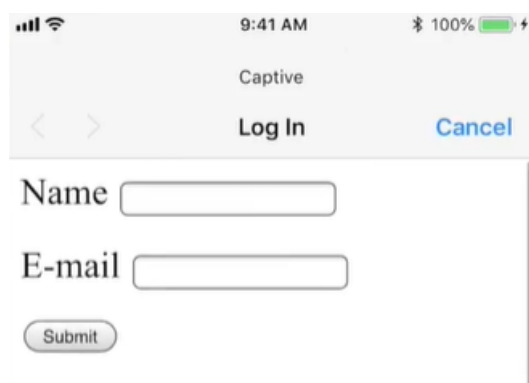 9:41 AM 100%
Captive
Log In Cancel
Name
E-mail
Submit